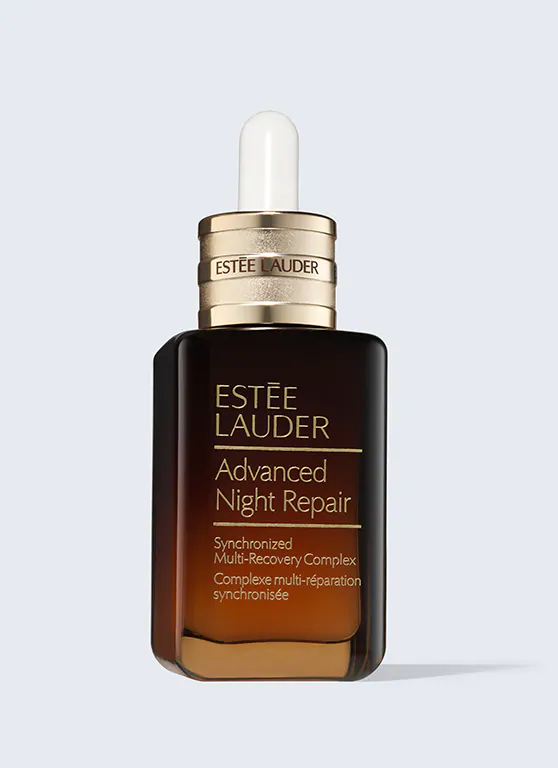 ESTĒE LAUDER
ESTĒE
LAUDER
Advanced
Night Repair
Synchronized
Multi-Recovery Complex
Complexe multi-réparation
synchronisée